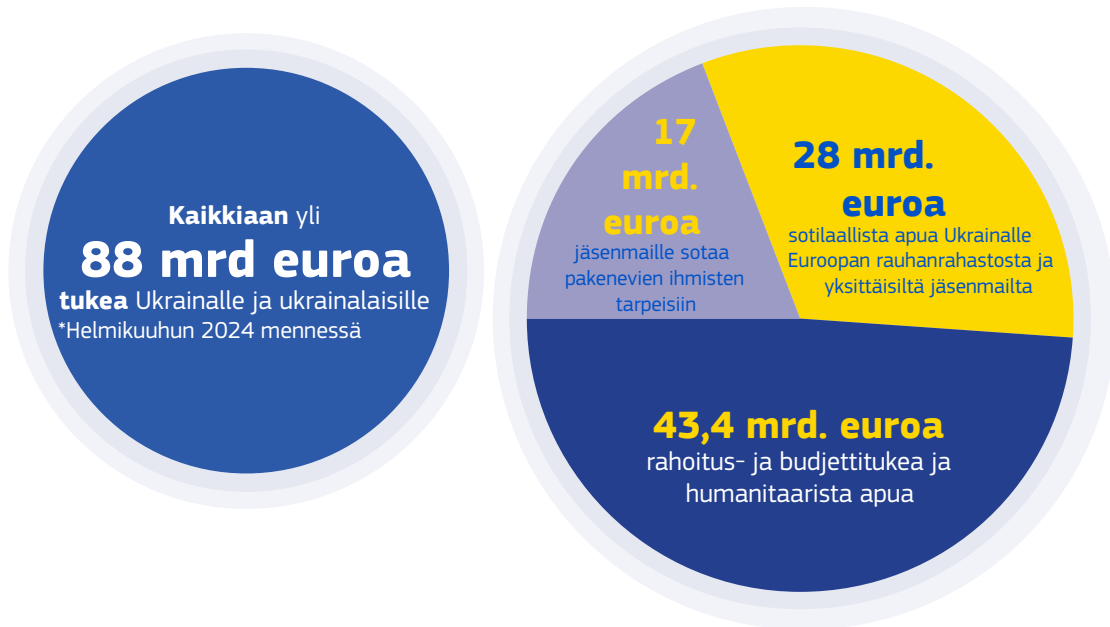 Kaikkiaan yli
88 mrd euroa
tukea Ukrainalle ja ukrainalaisille
*Helmikuuhun 2024 mennessä
17
mrd.
euroa
jäsenmaille sotaa
pakenevien ihmisten
tarpeisiin
28 mrd.
euroa
sotilaallista apua Ukrainalle
Euroopan rauhanrahastosta ja
yksittäisiltä jäsenmailta
43,4 mrd. euroa
rahoitus- ja budjettitukea ja
humanitaarista apua